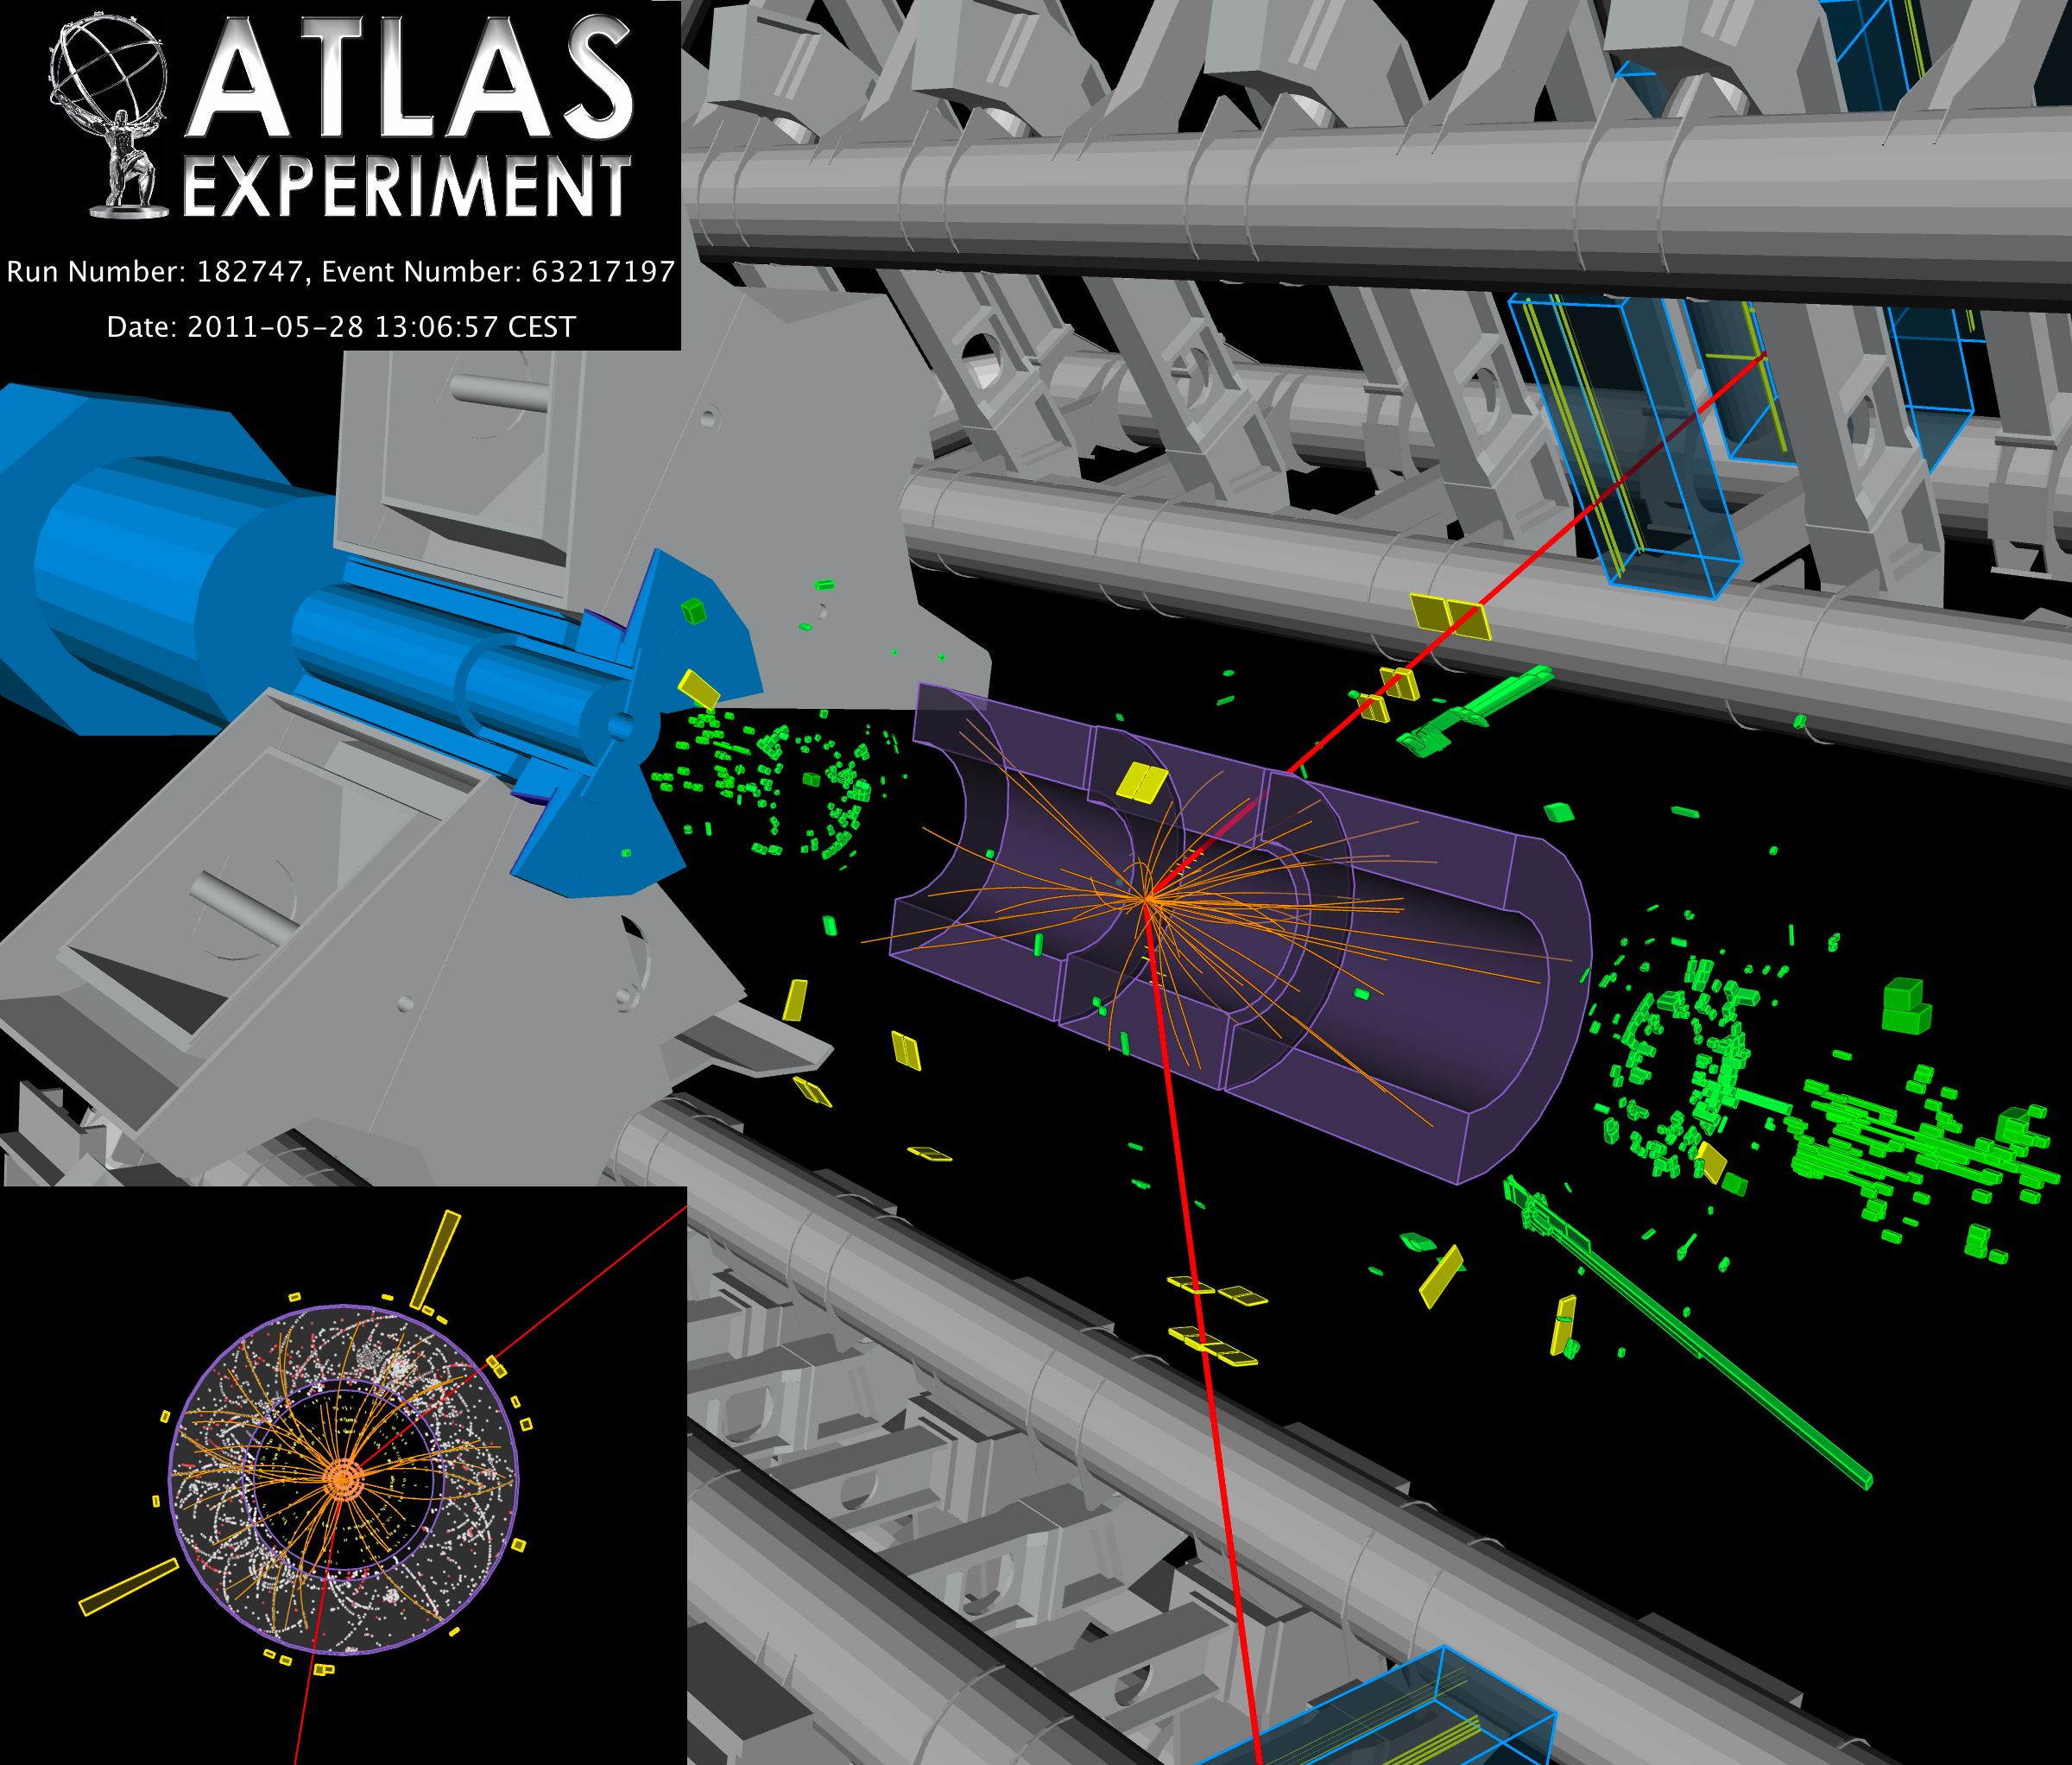 ATLAS
EXPERIMENT
Run Number: 182747, Event Number: 63217197
Date: 2011-05-28 13:06:57 CEST